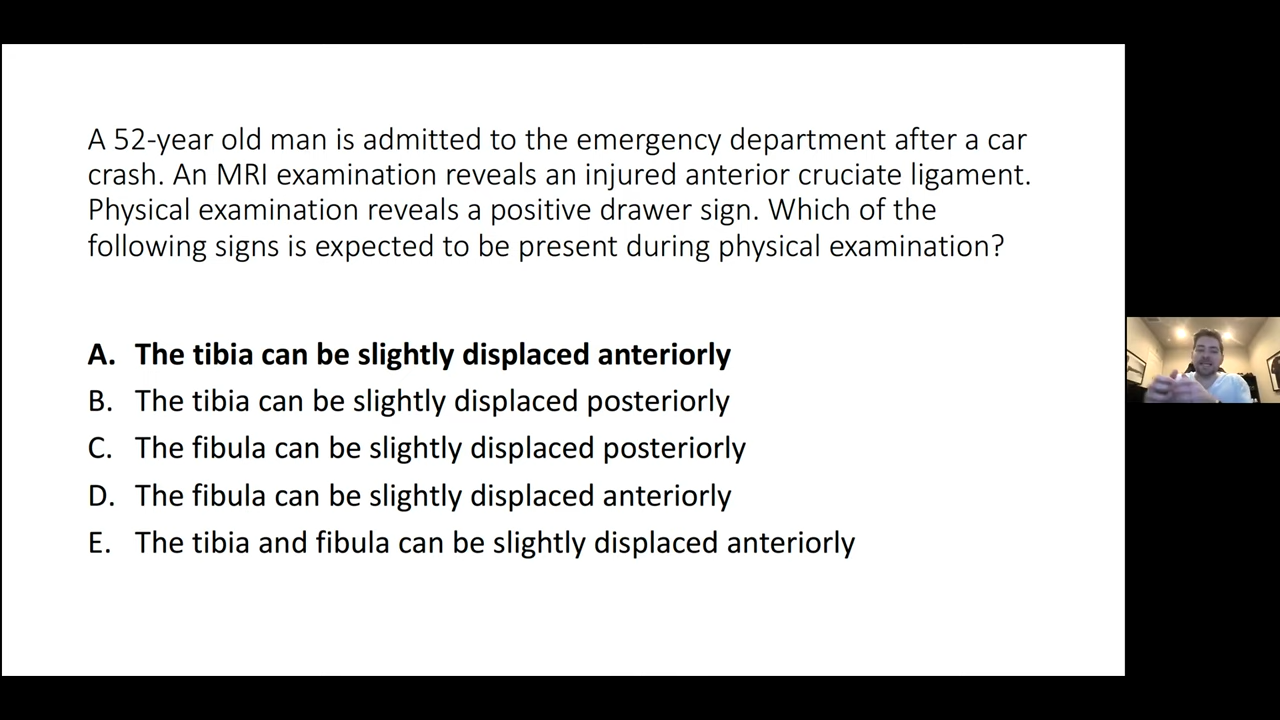 A 52-year old man is admitted to the emergency department after a car
crash. An MRI examination reveals an injured anterior cruciate ligament.
Physical examination reveals a positive drawer sign. Which of the
following signs is expected to be present during physical examination?
A. The tibia can be slightly displaced anteriorly
B. The tibia can be slightly displaced posteriorly
C. The fibula can be slightly displaced posteriorly
D. The fibula can be slightly displaced anteriorly
E. The tibia and fibula can be slightly displaced anteriorly